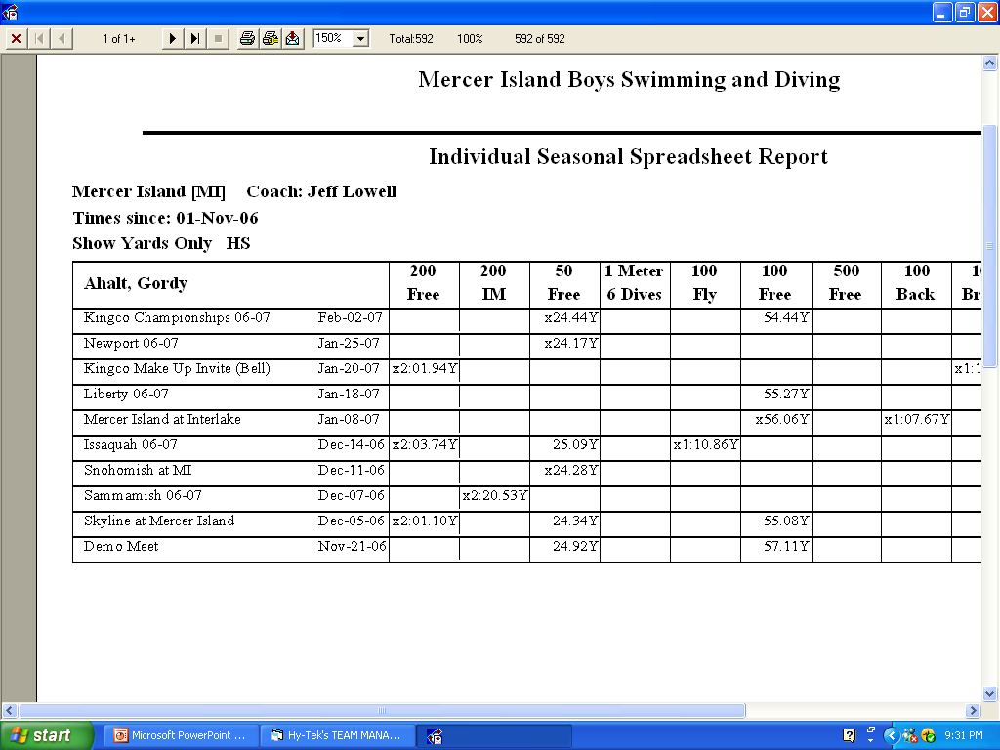 1 of 1+ 150% Total:592 100% 592 of 592
Mercer Island Boys Swimming and Diving
Individual Seasonal Spreadsheet Report
Mercer Island [MI] Coach: Jeff Lowell
Times since: 01-Nov-06
Show Yards Only HS
Ahalt, Gordy 200 Free 200 IM 50 Free 1 Meter 6 Dives 100 Fly 100 Free 500 Free 100 Back 1 Br
Kingco Championships 06-07 Feb-02-07 x24.44Y 54.44Y
Newport 06-07 Jan-25-07 x24.17Y
Kingco Make Up Invite (Bell) Jan-20-07 x2:01.94Y x1:1
Liberty 06-07 Jan-18-07 55.27Y
Mercer Island at Interlake Jan-08-07 x56.06Y x1:07.67Y
Issaquah 06-07 Dec-14-06 x2:03.74Y 25.09Y x1:10.86Y
Snohomish at MI Dec-11-06 x24.28Y
Sammamish 06-07 Dec-07-06 x2:20.53Y
Skyline at Mercer Island Dec-05-06 x2:01.10Y 24.34Y 55.08Y
Demo Meet Nov-21-06 24.92Y 57.11Y
start Microsoft PowerPoint ... Hy-Tek's TEAM MANA... 9:31 PM